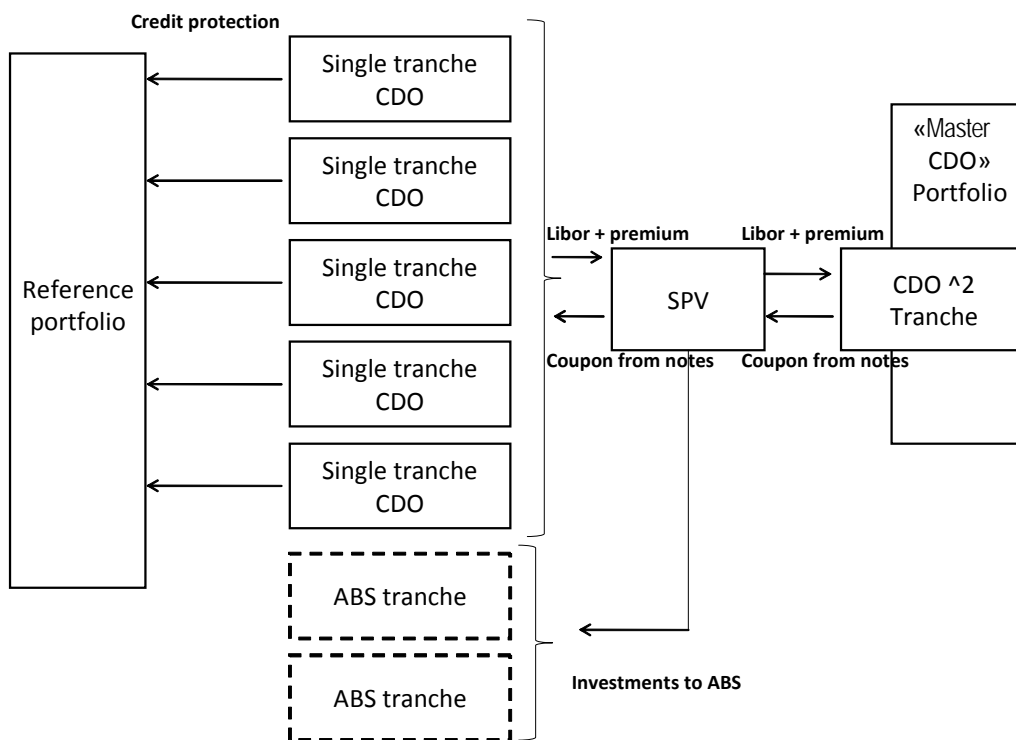 Credit protection
Reference
portfolio
Single tranche
CDO
Single tranche
CDO
Single tranche
CDO
Single tranche
CDO
Single tranche
CDO
ABS tranche
ABS tranche
Libor + premium
SPV
Coupon from notes
Libor + premium
Coupon from notes
«Master
CDO»
Portfolio
CDO ^2
Tranche
Investments to ABS